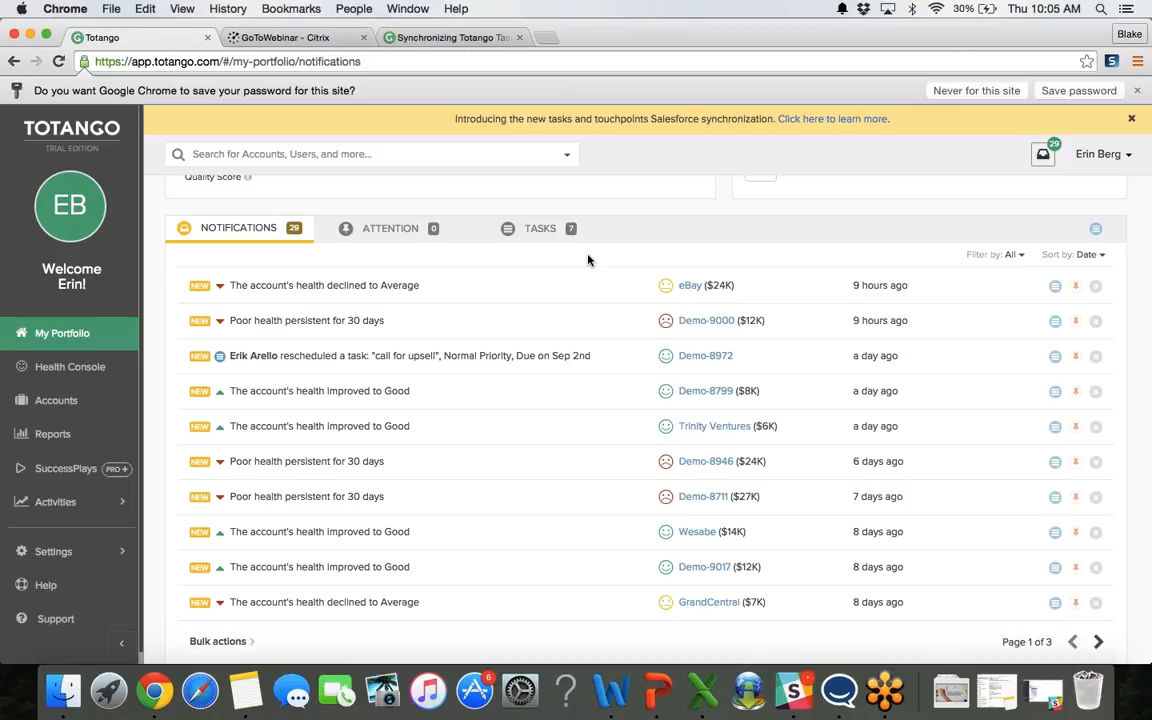 Chrome File Edit View History Bookmarks People Window Help 30% Thu 10:05 AM
Totango GoToWebinar - Citrix Synchronizing Totango Tas Blake
https://app.totango.com/#/my-portfolio/notifications
Do you want Google Chrome to save your password for this site? Never for this site Save password
TOTANGO
TRIAL EDITION
Introducing the new tasks and touchpoints Salesforce synchronization. Click here to learn more.
Search for Accounts, Users, and more... 29 Erin Berg
EB
Welcome
Erin!
My Portfolio
Health Console
Accounts
Reports
SuccessPlays PRO+
Activities
Settings
Help
Support
Quality Score
NOTIFICATIONS 29 ATTENTION 0 TASKS 7
Filter by: All Sort by: Date
NEW The account's health declined to Average eBay ($24K) 9 hours ago
NEW Poor health persistent for 30 days Demo-9000 ($12K) 9 hours ago
NEW Erik Arello rescheduled a task: "call for upsell", Normal Priority, Due on Sep 2nd Demo-8972 a day ago
NEW The account's health improved to Good Demo-8799 ($8K) a day ago
NEW The account's health improved to Good Trinity Ventures ($6K) a day ago
NEW Poor health persistent for 30 days Demo-8946 ($24K) 6 days ago
NEW Poor health persistent for 30 days Demo-8711 ($27K) 7 days ago
NEW The account's health improved to Good Wesabe ($14K) 8 days ago
NEW The account's health improved to Good Demo-9017 ($12K) 8 days ago
NEW The account's health declined to Average GrandCentral ($7K) 8 days ago
Bulk actions Page 1 of 3
6